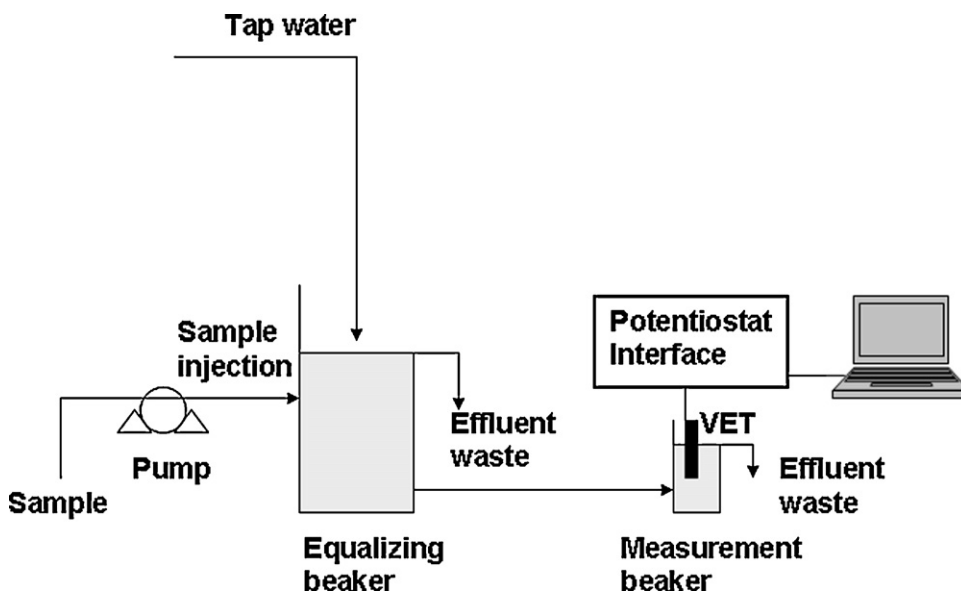 Tap water
Sample
injection
Pump
Sample
Effluent
waste
Equalizing
beaker
Potentiostat
Interface
VET
Effluent
waste
Measurement
beaker